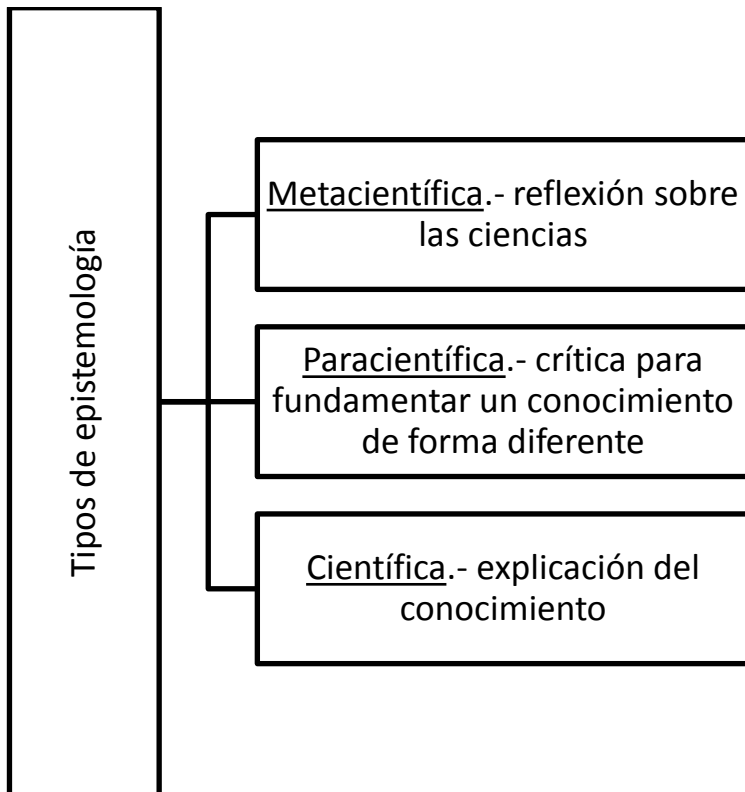 Tipos de epistemología
Metacientífica.- reflexión sobre
las ciencias
Paracientífica.- crítica para
fundamentar un conocimiento
de forma diferente
Científica.- explicación del
conocimiento